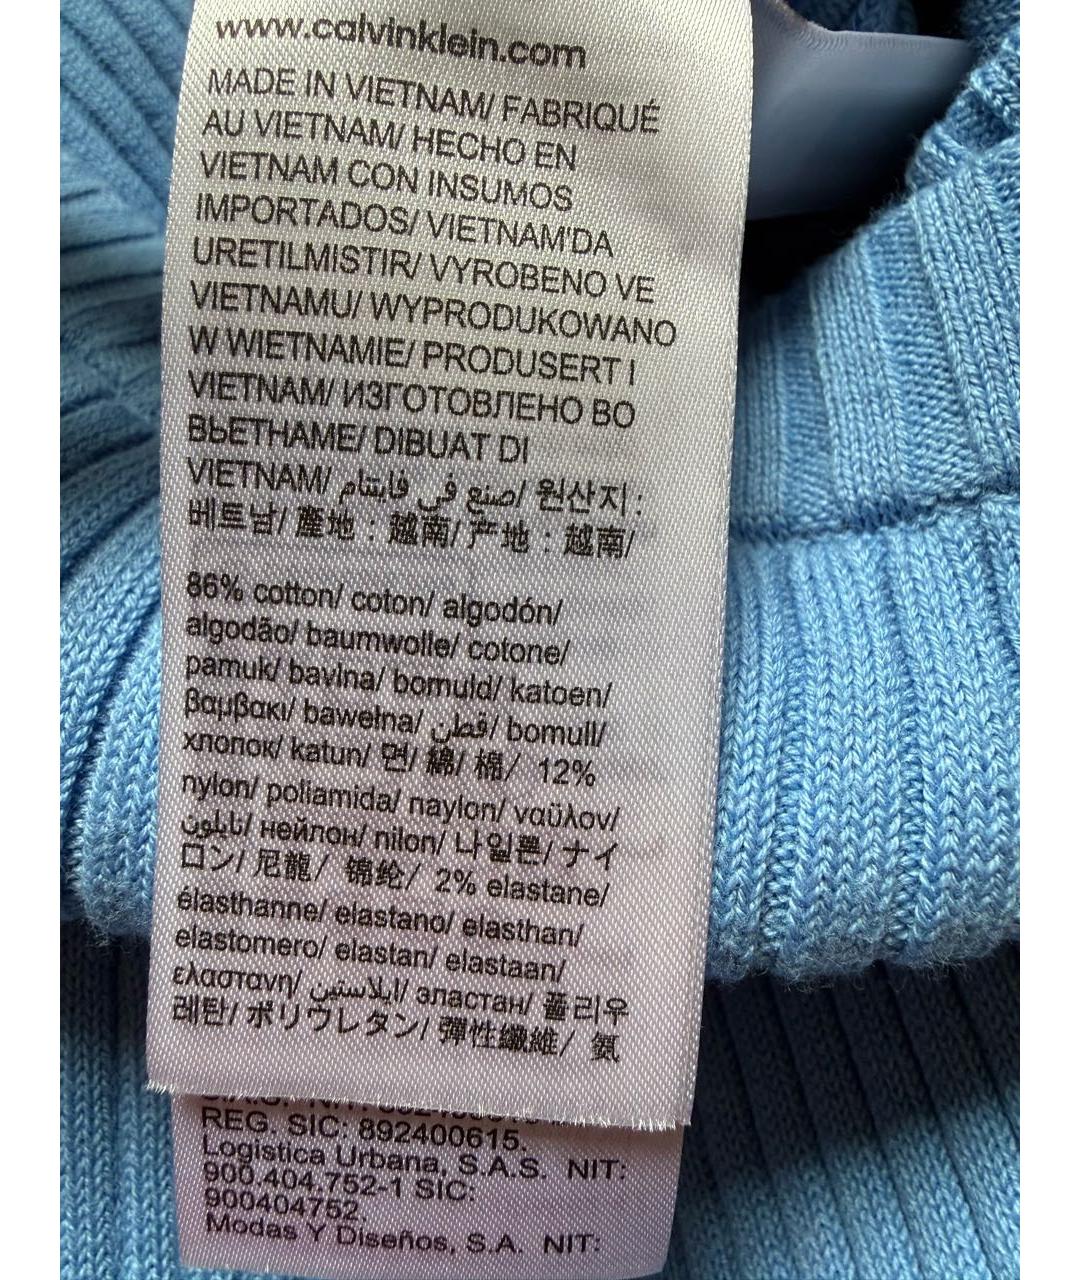 www.calvinklein.com
MADE IN VIETNAM/ FABRIQUÉ
AU VIETNAM/ HECHO EN
VIETNAM CON INSUMOS
IMPORTADOS/ VIETNAM'DA
URETILMISTIR/ VYROBENO VE
VIETNAMU/ WYPRODUKOWANO
W WIETNAMIE/ PRODUSERT I
VIETNAM/ ИЗГОТОВЛЕНО ВО
ВЬЕТНАМЕ/ DIBUAT DI
VIETNAM/ صنع في فايتنام/ 원산지 :
베트남/ 產地 : 越南/ 产地 : 越南/
86% cotton/ coton/ algodón/
algodão/ baumwolle/ cotone/
pamuk/ bavlna/ bomuld/ katoen/
βαμβακι/ bawełna/ قطن/ bomull/
хлопок/ katun/ 면/ 綿/ 棉/ 12%
nylon/ poliamida/ naylon/ ναϋλον/
نايلون/ нейлон/ nilon/ 나일론/ ナイ
ロン/ 尼龍/ 锦纶/ 2% elastane/
élasthanne/ elastano/ elasthan/
elastomero/ elastan/ elastaan/
ελαστανη/ ايلاستين/ эластан/ 폴리우
레탄/ ポリウレタン/ 彈性纖維/ 氨
REG. SIC: 892400615.
Logistica Urbana, S.A.S. NIT:
900.404.752-1 SIC:
900404752.
Modas Y Diseños, S.A. NIT: